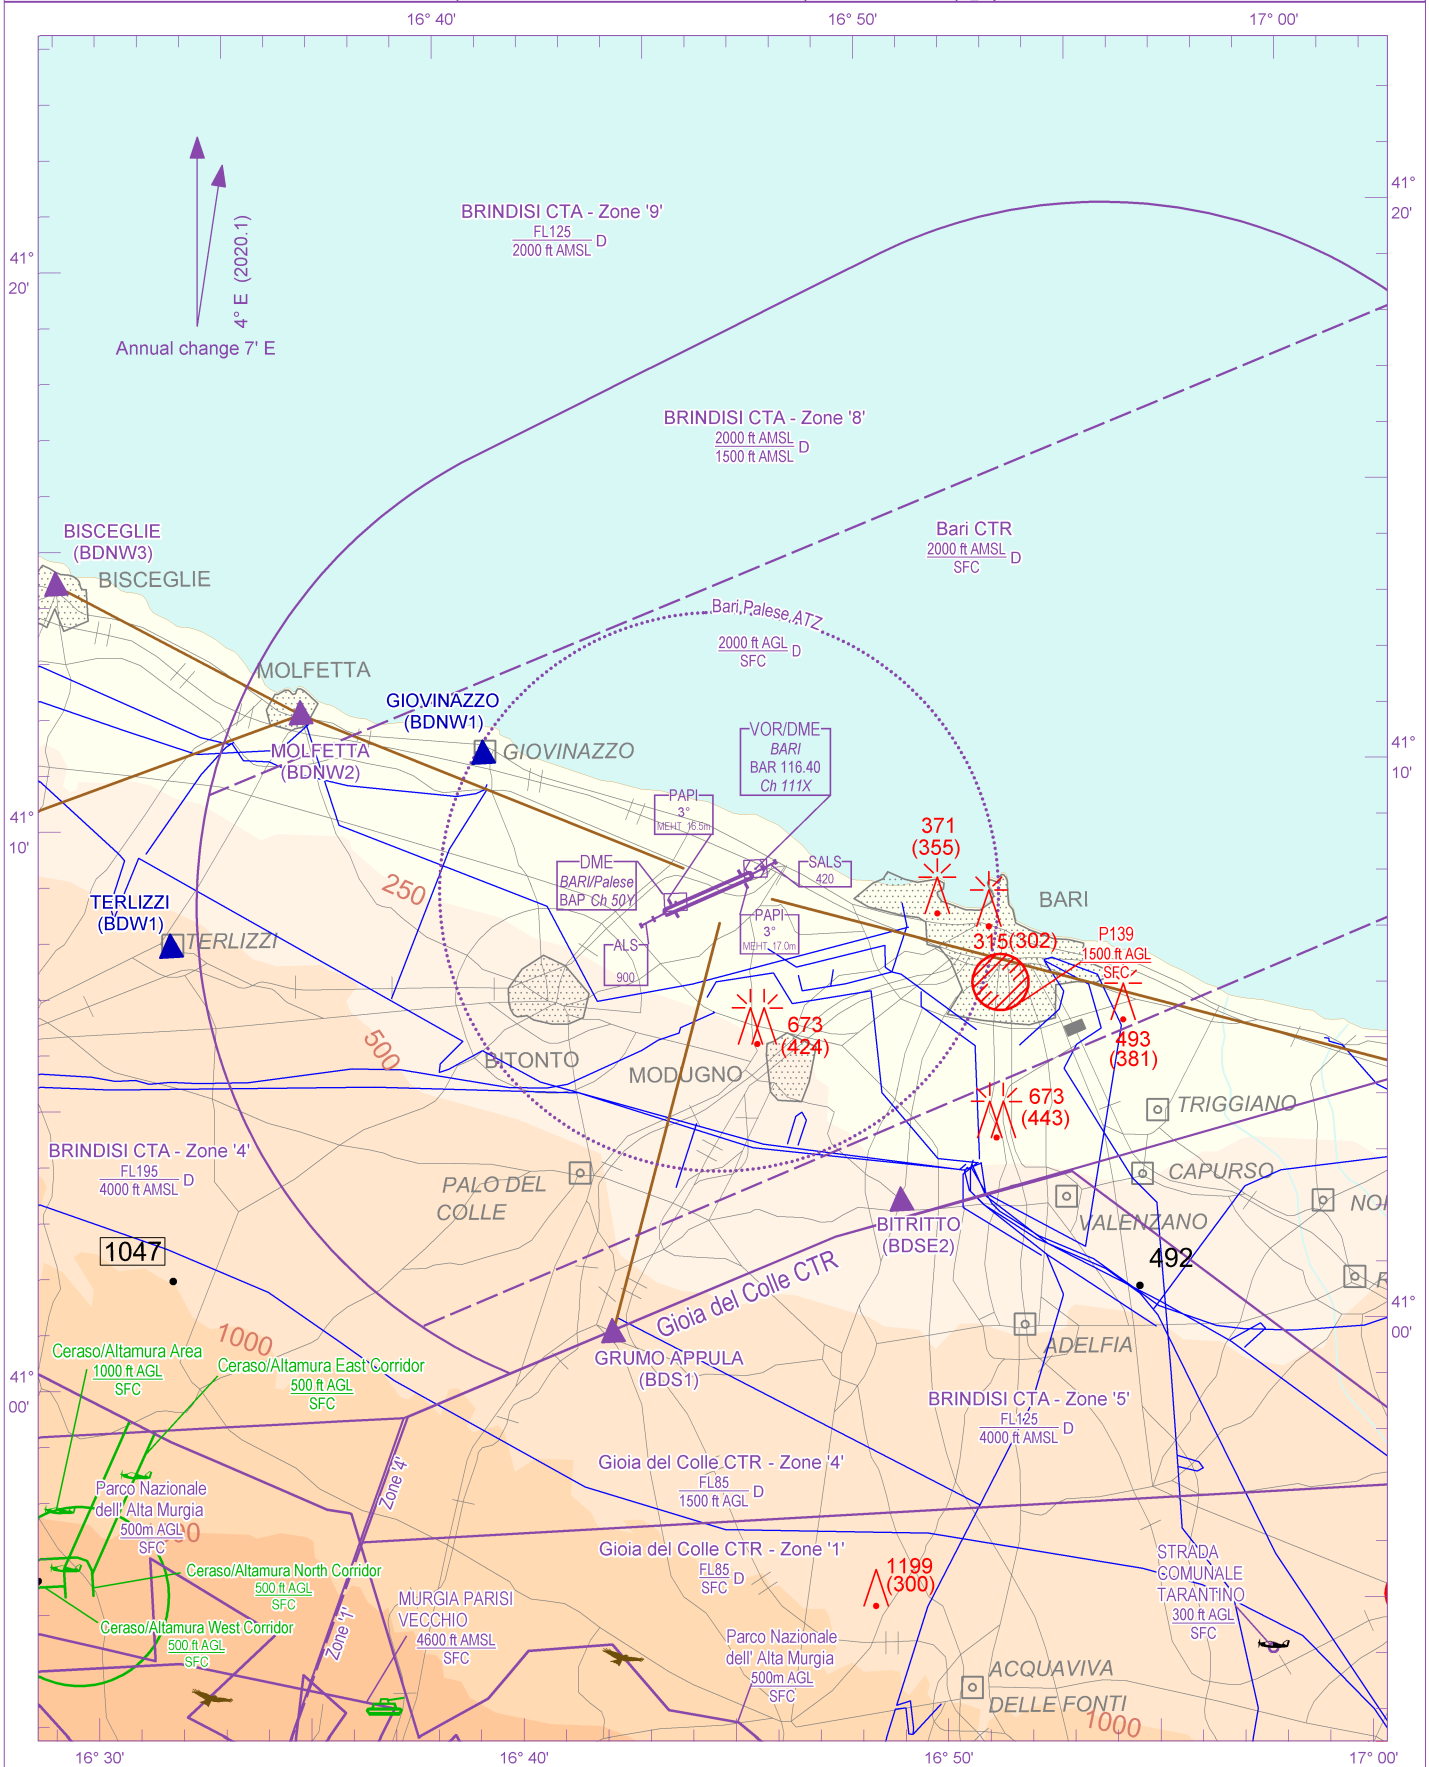 16° 40'
16° 50'
17° 00'
41°
20'
41°
20'
4° E (2020.1)
Annual change 7' E
BRINDISI CTA - Zone '9'
FL125
2000 ft AMSL
D
BRINDISI CTA - Zone '8'
2000 ft AMSL
1500 ft AMSL
D
Bari CTR
2000 ft AMSL
SFC
D
BISCEGLIE
(BDNW3)
BISCEGLIE
Bari Palese ATZ
2000 ft AGL
SFC
D
MOLFETTA
GIOVINAZZO
(BDNW1)
GIOVINAZZO
MOLFETTA
(BDNW2)
VOR/DME
BARI
BAR 116.40
Ch 111X
41°
10'
41°
10'
PAPI
3°
MEHT 16.5m
371
(355)
DME
BARI/Palese
BAP Ch 50Y
SALS
420
250
TERLIZZI
(BDW1)
TERLIZZI
BARI
PAPI
3°
MEHT 17.0m
ALS
900
315(302)
P139
1500 ft AGL
SFC
673
(424)
493
(381)
500
BITONTO
MODUGNO
673
(443)
TRIGGIANO
BRINDISI CTA - Zone '4'
FL195
4000 ft AMSL
D
PALO DEL
COLLE
CAPURSO
NOI
VALENZANO
BITRITTO
(BDSE2)
1047
492
Gioia del Colle CTR
R
41°
00'
1000
ADELFIA
GRUMO APPULA
(BDS1)
Ceraso/Altamura Area
1000 ft AGL
SFC
Ceraso/Altamura East Corridor
500 ft AGL
SFC
41°
00'
BRINDISI CTA - Zone '5'
FL125
4000 ft AMSL
D
Gioia del Colle CTR - Zone '4'
FL85
1500 ft AGL
D
Zone '4'
Parco Nazionale
dell' Alta Murgia
500m AGL
SFC
Gioia del Colle CTR - Zone '1'
FL85
SFC
D
Ceraso/Altamura North Corridor
500 ft AGL
SFC
1199
(300)
STRADA
COMUNALE
TARANTINO
300 ft AGL
SFC
MURGIA PARISI
VECCHIO
4600 ft AMSL
SFC
Zone '1'
Ceraso/Altamura West Corridor
500 ft AGL
SFC
Parco Nazionale
dell' Alta Murgia
500m AGL
SFC
ACQUAVIVA
DELLE FONTI
1000
16° 30'
16° 40'
16° 50'
17° 00'